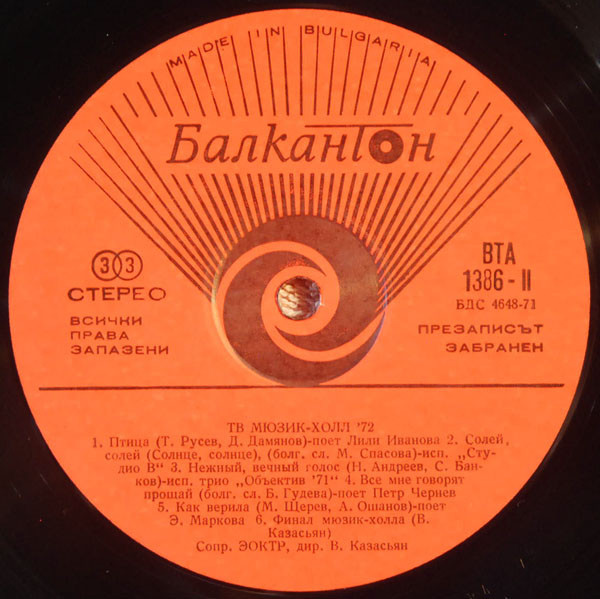 MADE IN BULGARIA
Балкантон
33
СТЕРЕО
ВСИЧКИ
ПРАВА
ЗАПАЗЕНИ
ВТА
1386-II
БДС 4648-71
ПРЕЗАПИСЪТ
ЗАБРАНЕН
ТВ МЮЗИК-ХОЛЛ '72
1. Птица (Т. Русев, Д. Дамянов)-поет Лили Иванова 2. Солей,
солей (Солнце, солнце), (болг. сл. М. Спасова)-исп. „Сту-
дио В“ 3. Нежный, вечный голос (Н. Андреев, С. Бан-
ков)-исп. трио „Объектив '71“ 4. Все мне говорят
прощай (болг. сл. Б. Гудева)-поет Петр Чернев
5. Как верила (М. Щерев, А. Ошанов)-поет
Э. Маркова 6. Финал мюзик-холла (В.
Казасьян)
Сопр. ЭОКТР, дир. В. Казасьян